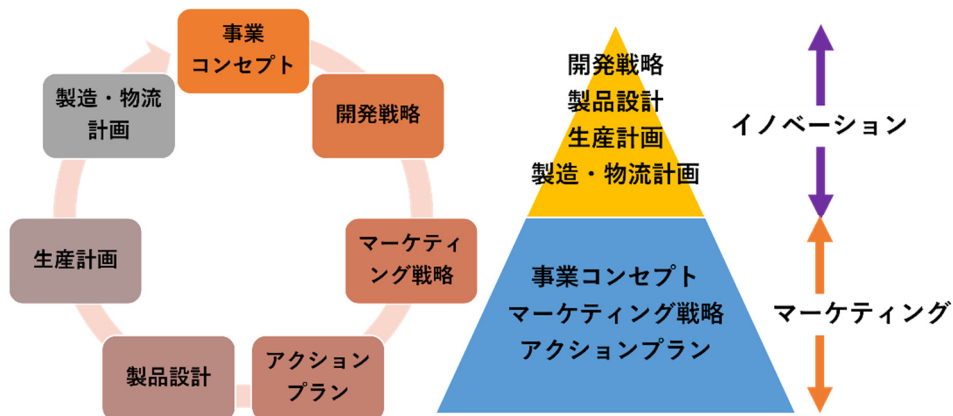 事業
コンセプト
開発戦略
マーケティ
ング戦略
アクション
プラン
製品設計
生産計画
製造・物流
計画
開発戦略
製品設計
生産計画
製造・物流計画
事業コンセプト
マーケティング戦略
アクションプラン
イノベーション
マーケティング